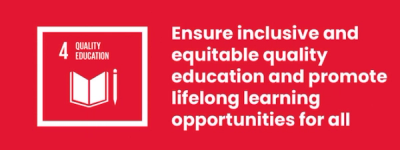 4 QUALITY
EDUCATION
Ensure inclusive and
equitable quality
education and promote
lifelong learning
opportunities for all